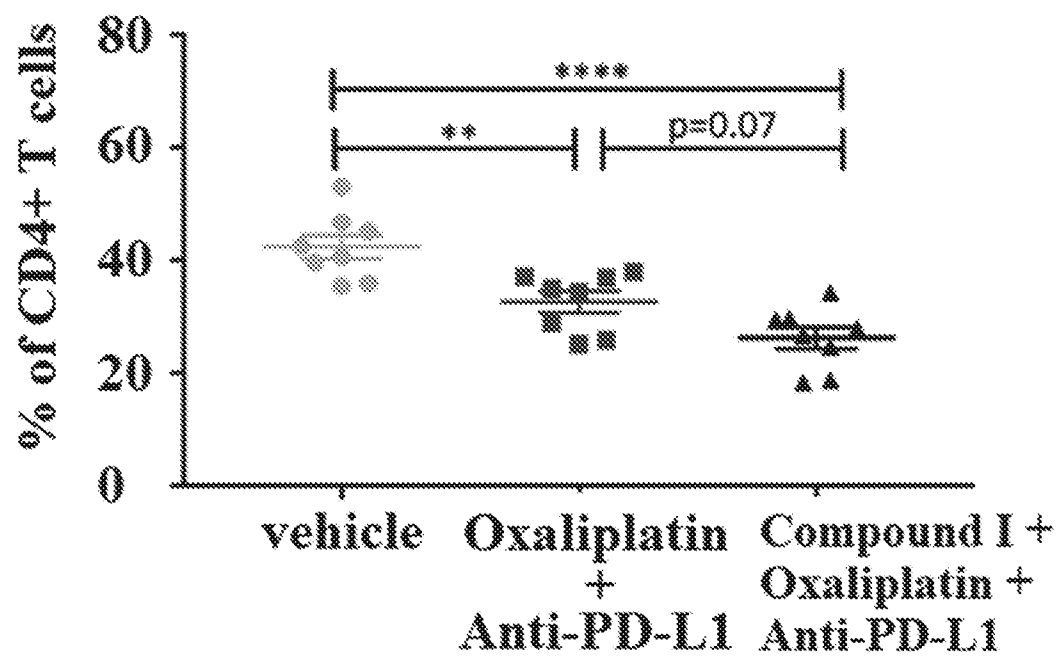 % of CD4+ T cells
80
60
40
20
0
****
**
p=0.07
vehicle
Oxaliplatin
+
Anti-PD-L1
Compound I +
Oxaliplatin +
Anti-PD-L1